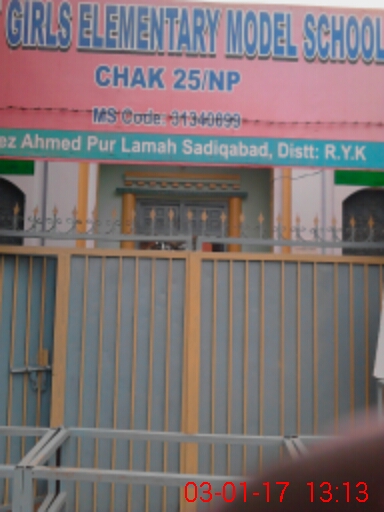 GIRLS ELEMENTARY MODEL SCHOOL
CHAK 25/NP
MS Code: 31340699
ez Ahmed Pur Lamah Sadiqabad, Distt: R.Y.K
03-01-17 13:13